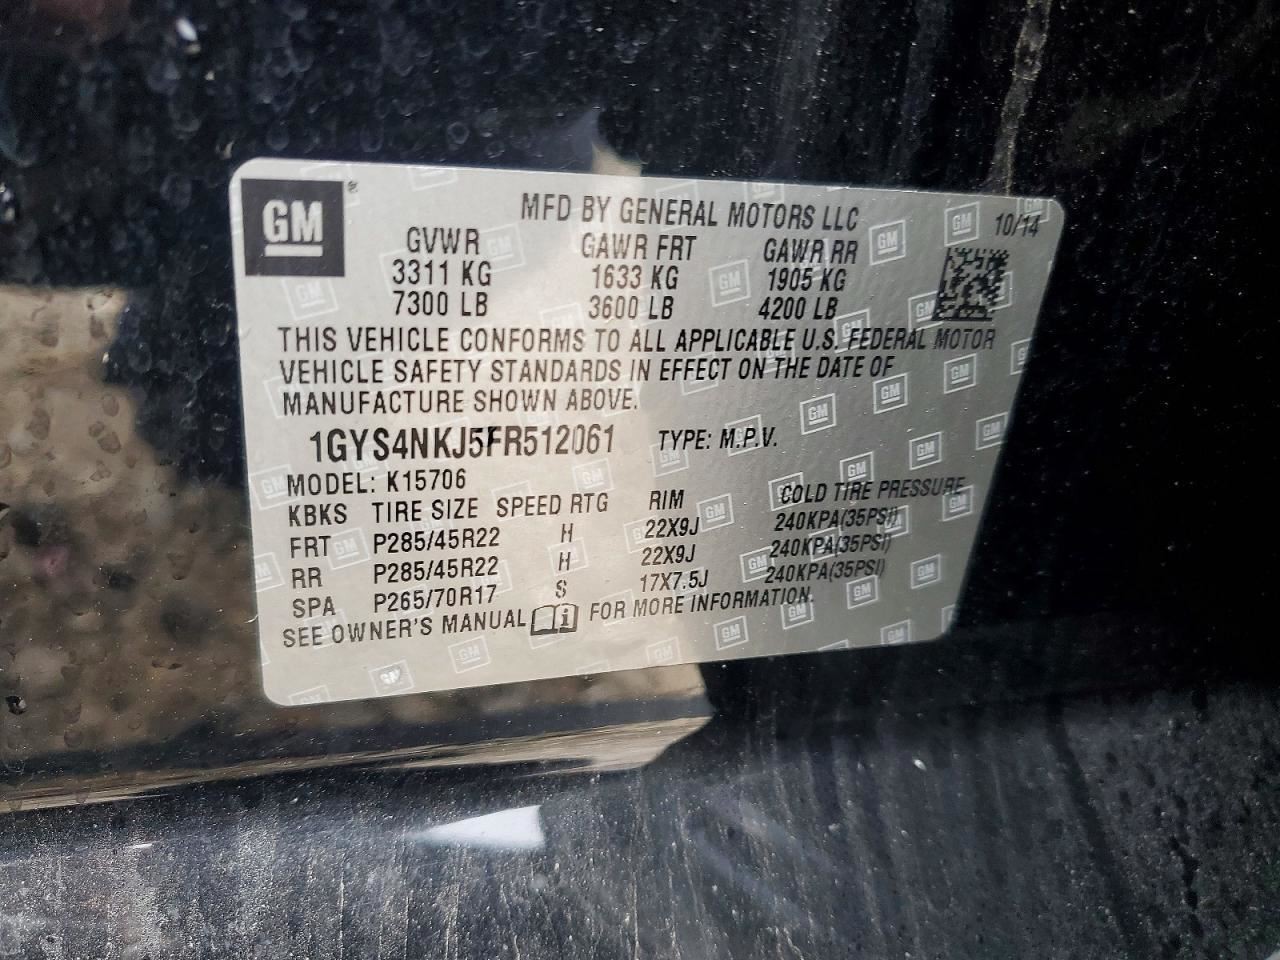 GM
MFD BY GENERAL MOTORS LLC 10/14
GVWR GAWR FRT GAWR RR
3311 KG 1633 KG 1905 KG
7300 LB 3600 LB 4200 LB
THIS VEHICLE CONFORMS TO ALL APPLICABLE U.S. FEDERAL MOTOR
VEHICLE SAFETY STANDARDS IN EFFECT ON THE DATE OF
MANUFACTURE SHOWN ABOVE.
1GYS4NKJ5FR512061 TYPE: M.P.V.
MODEL: K15706
KBKS TIRE SIZE SPEED RTG RIM COLD TIRE PRESSURE
FRT P285/45R22 H 22X9J 240KPA(35PSI)
RR P285/45R22 H 22X9J 240KPA(35PSI)
SPA P265/70R17 S 17X7.5J 240KPA(35PSI)
SEE OWNER'S MANUAL FOR MORE INFORMATION.